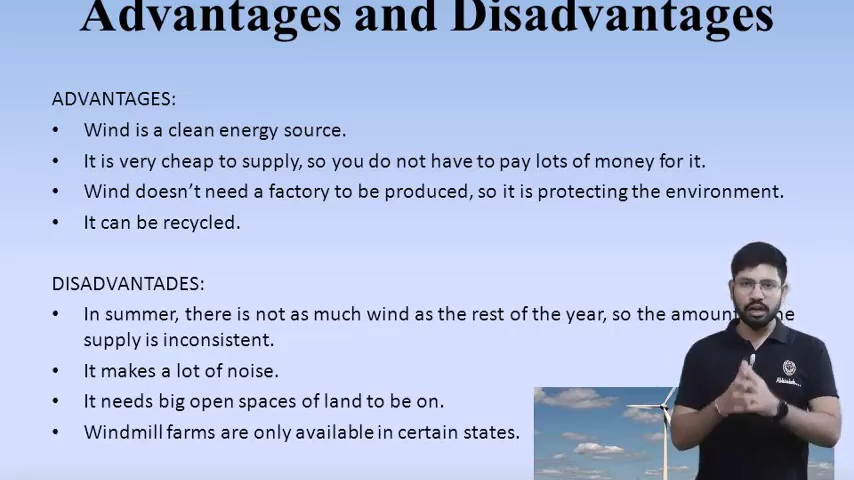 Advantages and Disadvantages
ADVANTAGES:
• Wind is a clean energy source.
• It is very cheap to supply, so you do not have to pay lots of money for it.
• Wind doesn't need a factory to be produced, so it is protecting the environment.
• It can be recycled.
DISADVANTADES:
• In summer, there is not as much wind as the rest of the year, so the amount
supply is inconsistent.
• It makes a lot of noise.
• It needs big open spaces of land to be on.
• Windmill farms are only available in certain states.